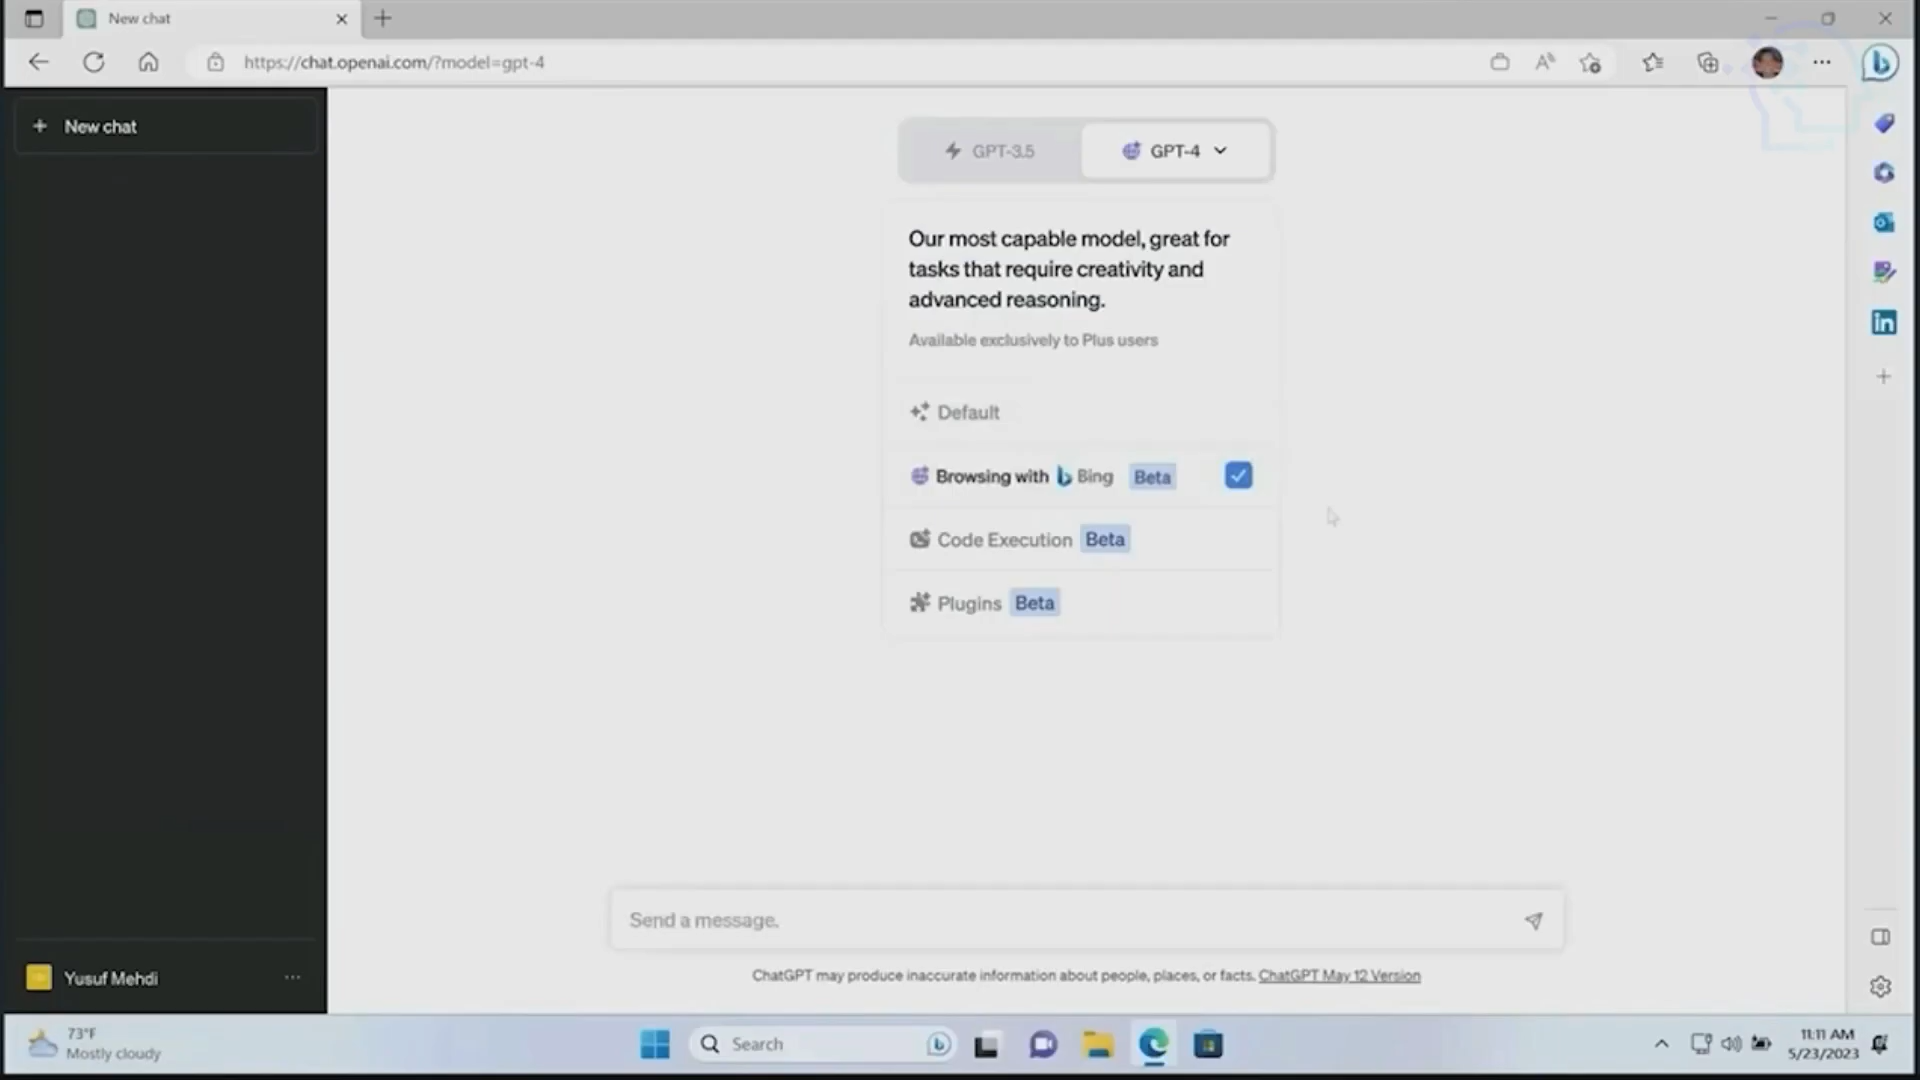 New chat
https://chat.openai.com/?model=gpt-4
New chat
GPT-3.5
GPT-4
Our most capable model, great for
tasks that require creativity and
advanced reasoning.
Available exclusively to Plus users
Default
Browsing with Bing Beta
Code Execution Beta
Plugins Beta
Send a message.
ChatGPT may produce inaccurate information about people, places, or facts. ChatGPT May 12 Version
Yusuf Mehdi
73°F
Mostly cloudy
Search
11:11 AM
5/23/2023